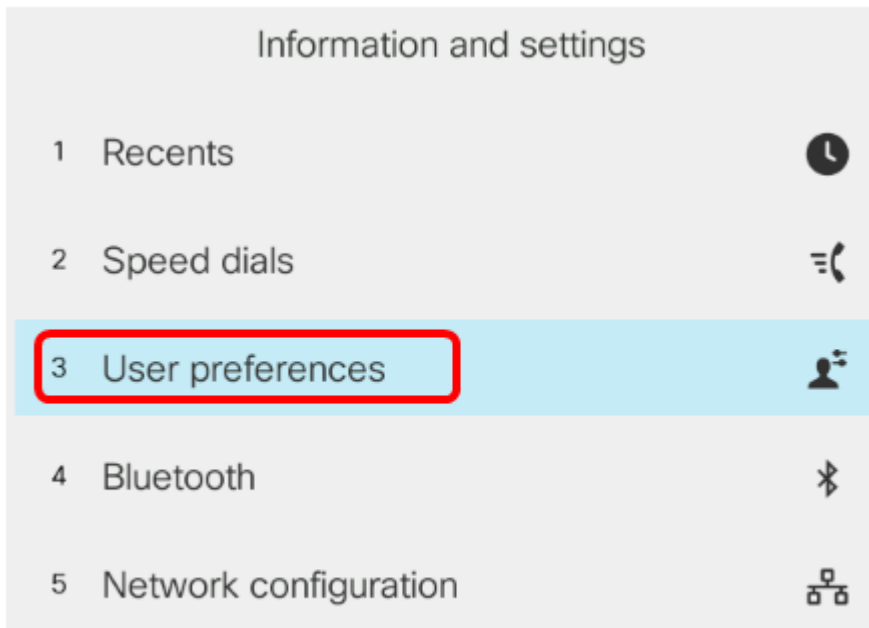 Information and settings
1 Recents
2 Speed dials
3 User preferences
4 Bluetooth
5 Network configuration